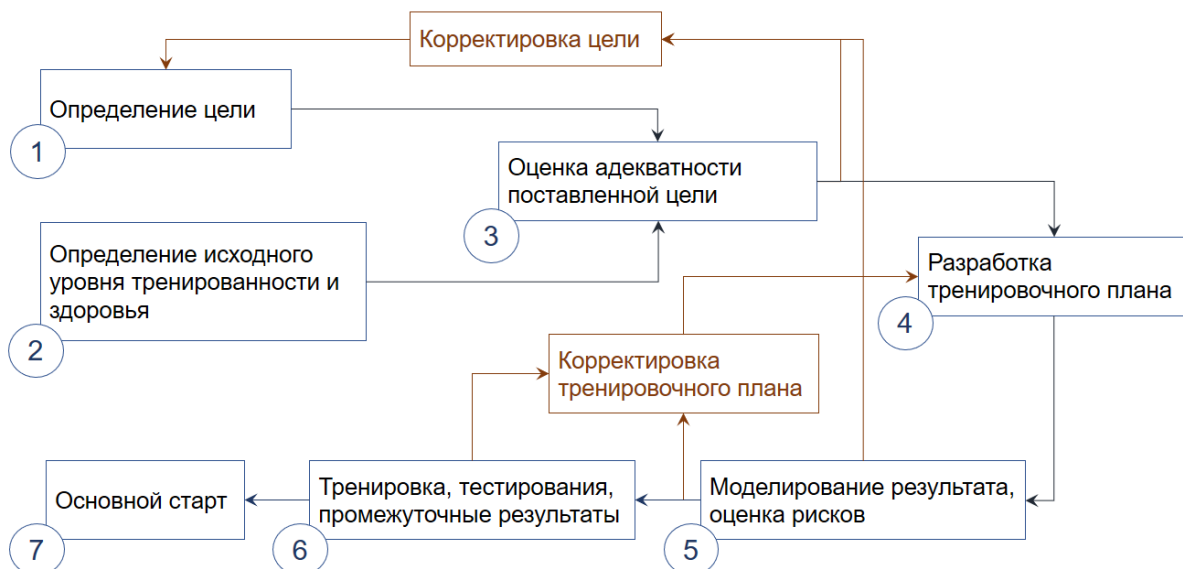 Корректировка цели
Определение цели
1
Оценка адекватности
поставленной цели
3
Определение исходного
уровня тренированности и
здоровья
2
Разработка
тренировочного плана
4
Корректировка
тренировочного плана
Основной старт
7
Тренировка, тестирования,
промежуточные результаты
6
Моделирование результата,
оценка рисков
5